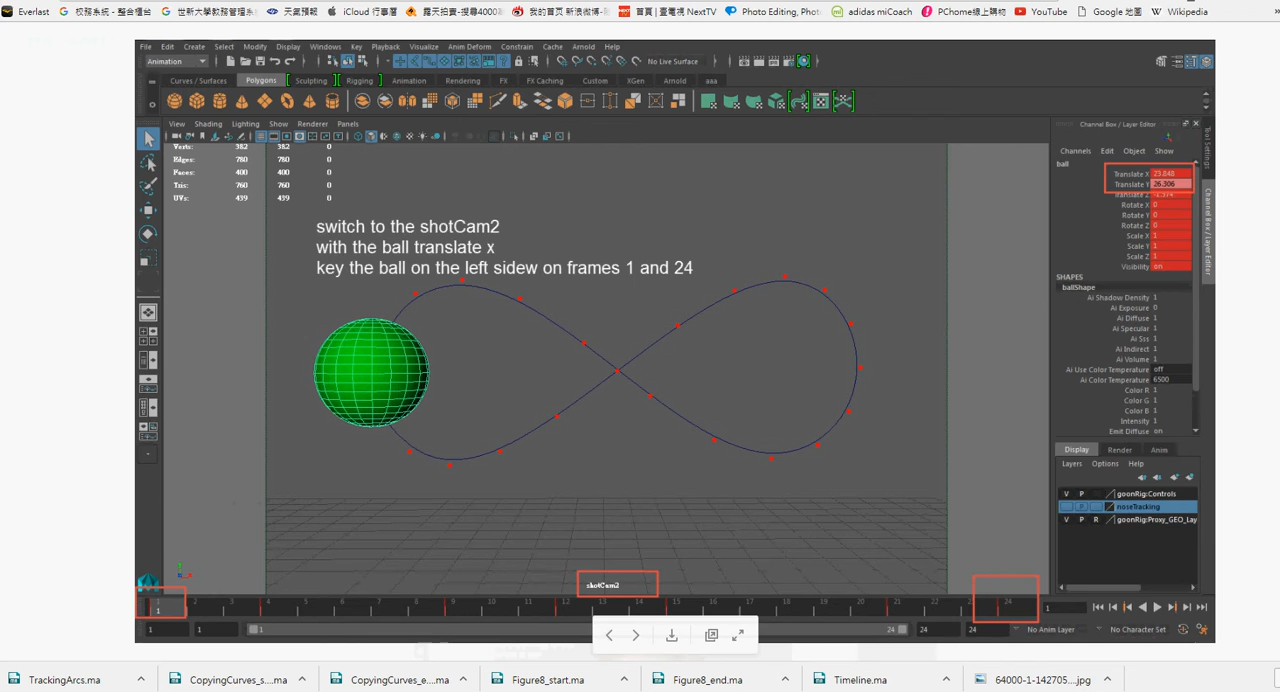 Everlast 校務系統 - 整合服台 世新大學教務管理系 天氣預報 iCloud 行事曆 露天拍賣-搜尋4000 我的首頁 新浪微博- 首頁 | 壹電視 NextTV Photo Editing, Pho adidas miCoach PChome線上購物 YouTube Google 地圖 Wikipedia
File Edit Create Select Modify Display Windows Key Playback Visualize Anim Deform Constrain Cache Arnold Help
Animation No Live Surface
Curves / Surfaces Polygons Sculpting Rigging Animation Rendering FX FX Caching Custom XGen Arnold aaa
View Shading Lighting Show Renderer Panels
Channel Box / Layer Editor
Channels Edit Object Show
Tool Settings
Channel Box / Layer Editor
Verts: 382 382 0
Edges: 780 780 0
Faces: 400 400 0
Tris: 760 760 0
UVs: 439 439 0
switch to the shotCam2
with the ball translate x
key the ball on the left sidew on frames 1 and 24
ball
Translate X 23.848
Translate Y 26.306
Translate Z
Rotate X 0
Rotate Y 0
Rotate Z 0
Scale X 1
Scale Y 1
Scale Z 1
Visibility on
SHAPES
ballShape
Ai Shadow Density 1
Ai Exposure 0
Ai Diffuse 1
Ai Specular 1
Ai Sss 1
Ai Indirect 1
Ai Volume 1
Ai Use Color Temperature off
Ai Color Temperature 6500
Color R 1
Color G 1
Color B 1
Intensity 1
Emit Diffuse on
Display Render Anim
Layers Options Help
V P goonRig:Controls
noseTracking
V P R goonRig:Proxy_GEO_Lay
shotCam2
1 2 3 4 5 6 7 8 9 10 11 12 13 14 15 16 17 18 19 20 21 22 24
1 1
1 1 1 24 24 24 No Anim Layer No Character Set
TrackingArcs.ma CopyingCurves_s....ma CopyingCurves_e....ma Figure8_start.ma Figure8_end.ma Timeline.ma 64000-1-142705....jpg